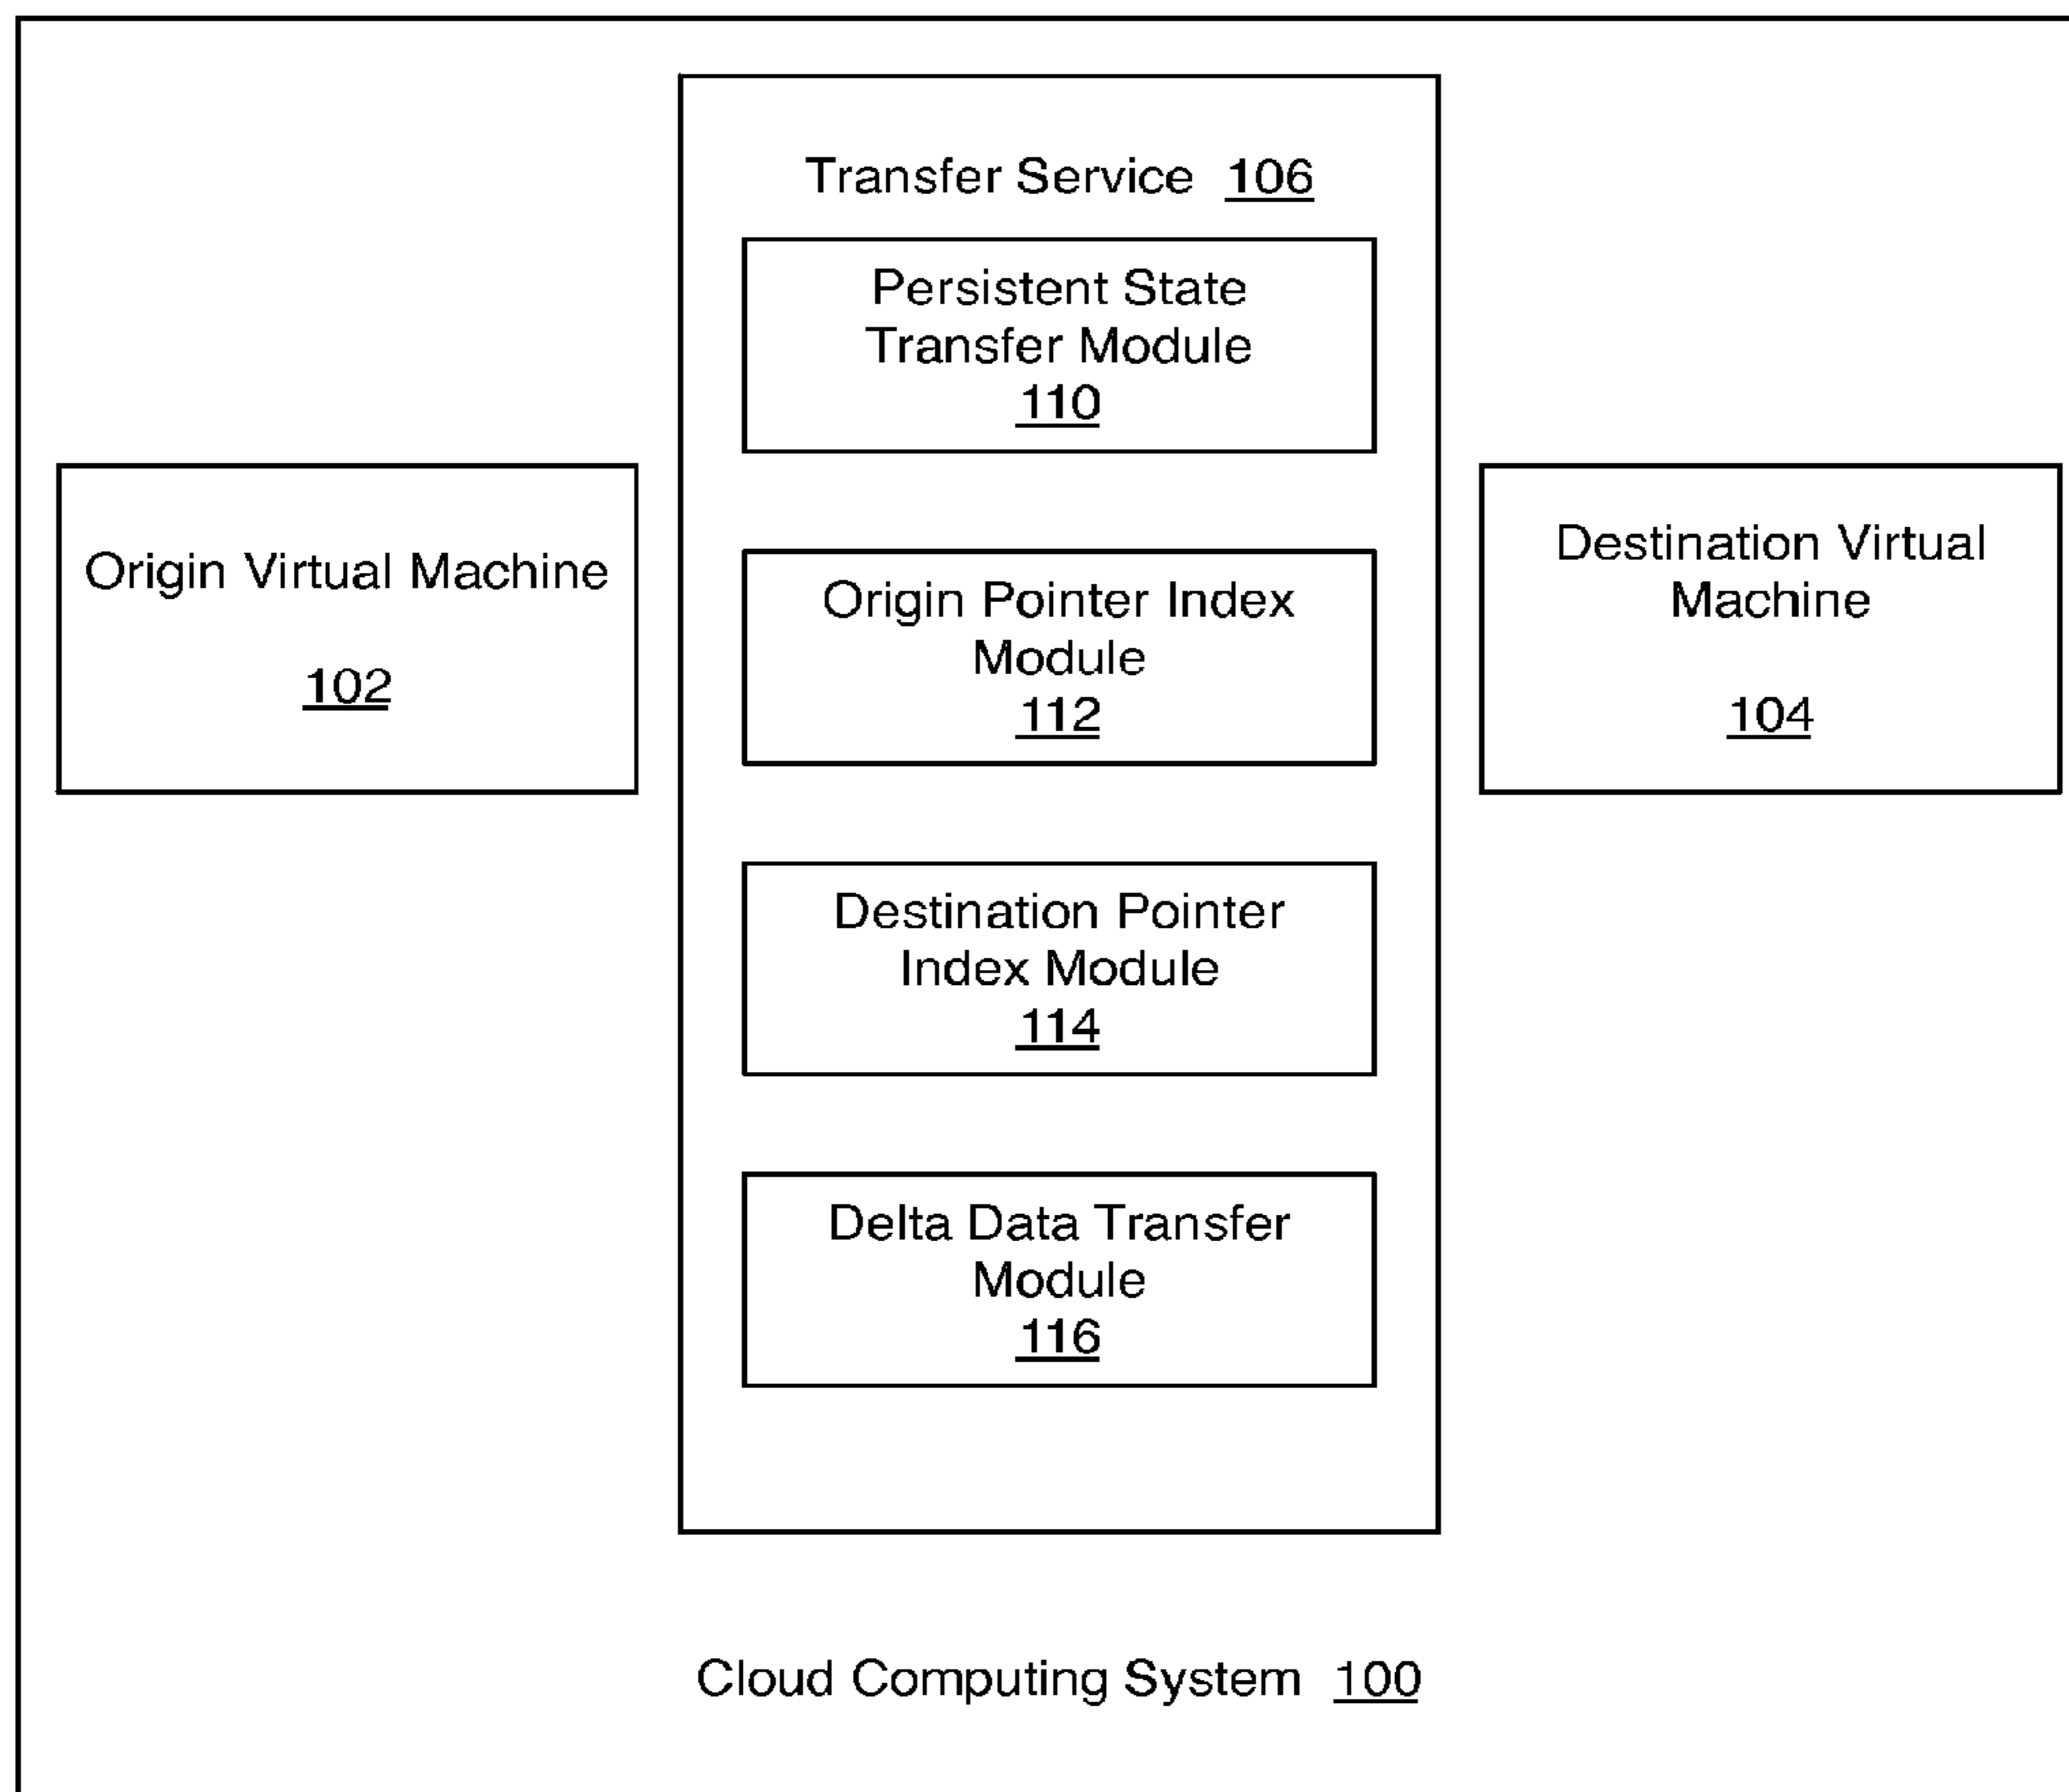 Transfer Service 106
Persistent State
Transfer Module
110
Origin Virtual Machine
102
Origin Pointer Index
Module
112
Destination Virtual
Machine
104
Destination Pointer
Index Module
114
Delta Data Transfer
Module
116
Cloud Computing System 100